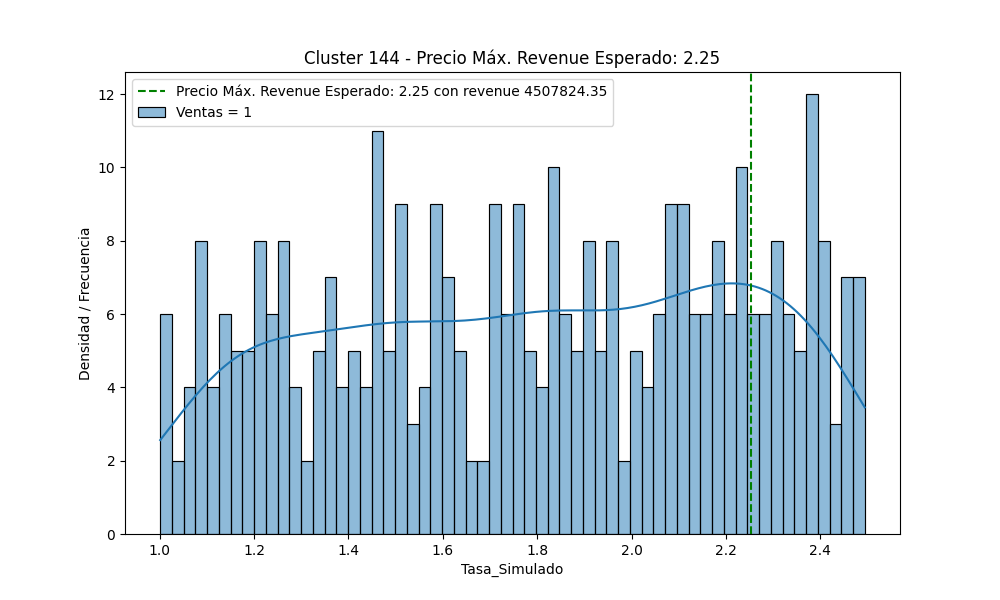 Cluster 144 - Precio Máx. Revenue Esperado: 2.25
Precio Máx. Revenue Esperado: 2.25 con revenue 4507824.35
Ventas = 1
Densidad / Frecuencia
12
10
8
6
4
2
0
1.0 1.2 1.4 1.6 1.8 2.0 2.2 2.4
Tasa_Simulado